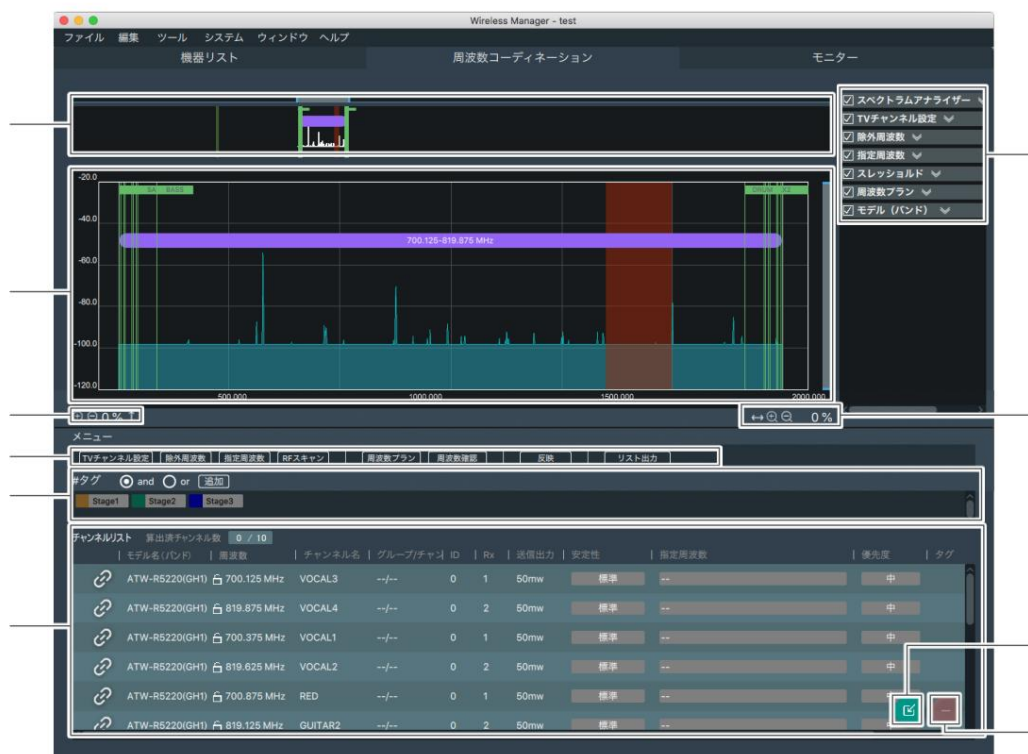 Wireless Manager - test
ファイル 編集 ツール システム ウィンドウ ヘルプ
機器リスト 周波数コーディネーション モニター
スペクトラムアナライザー
TVチャンネル設定
除外周波数
指定周波数
スレッショルド
周波数プラン
モデル (バンド)
-20.0
SA BASS DRUM X2
-40.0
700.125-819.875 MHz
-60.0
-80.0
-100.0
-120.0
500.000 1000.000 1500.000 2000.000
0 % 0 %
メニュー
TVチャンネル設定 除外周波数 指定周波数 RFスキャン 周波数プラン 周波数確認 反映 リスト出力
#タグ and or 追加
Stage1 Stage2 Stage3
チャンネルリスト 算出済チャンネル数 0 / 10
モデル名(バンド) 周波数 チャンネル名 グループ/チャン ID Rx 送信出力 安定性 指定周波数 優先度 タグ
ATW-R5220(GH1) 700.125 MHz VOCAL3 --/-- 0 1 50mw 標準 -- 中
ATW-R5220(GH1) 819.875 MHz VOCAL4 --/-- 0 2 50mw 標準 -- 中
ATW-R5220(GH1) 700.375 MHz VOCAL1 --/-- 0 1 50mw 標準 -- 中
ATW-R5220(GH1) 819.625 MHz VOCAL2 --/-- 0 2 50mw 標準 -- 中
ATW-R5220(GH1) 700.875 MHz RED --/-- 0 1 50mw 標準 -- 中
ATW-R5220(GH1) 819.125 MHz GUITAR2 --/-- 0 2 50mw 標準 --